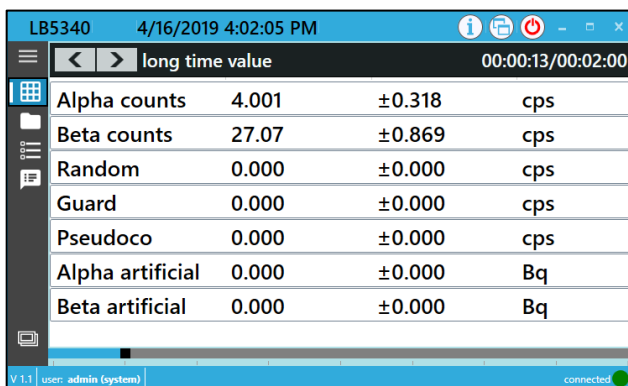 LB5340 4/16/2019 4:02:05 PM
long time value 00:00:13/00:02:00
Alpha counts 4.001 ±0.318 cps
Beta counts 27.07 ±0.869 cps
Random 0.000 ±0.000 cps
Guard 0.000 ±0.000 cps
Pseudoco 0.000 ±0.000 cps
Alpha artificial 0.000 ±0.000 Bq
Beta artificial 0.000 ±0.000 Bq
V 1.1 user: admin (system) connected